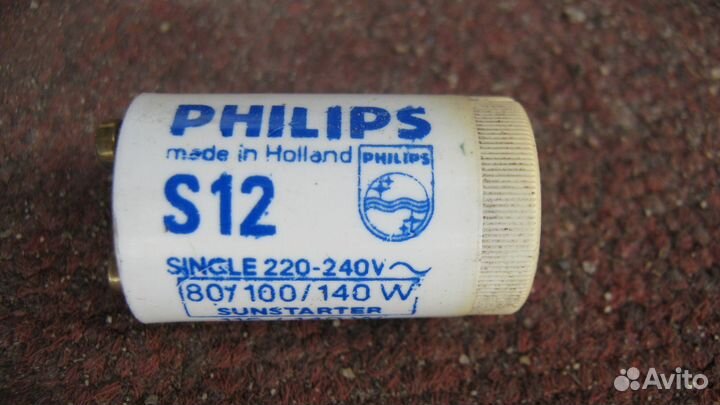 PHILIPS
made in Holland
PHILIPS
S12
SINGLE 220-240V~
80/100/140 W
SUNSTARTER
Avito